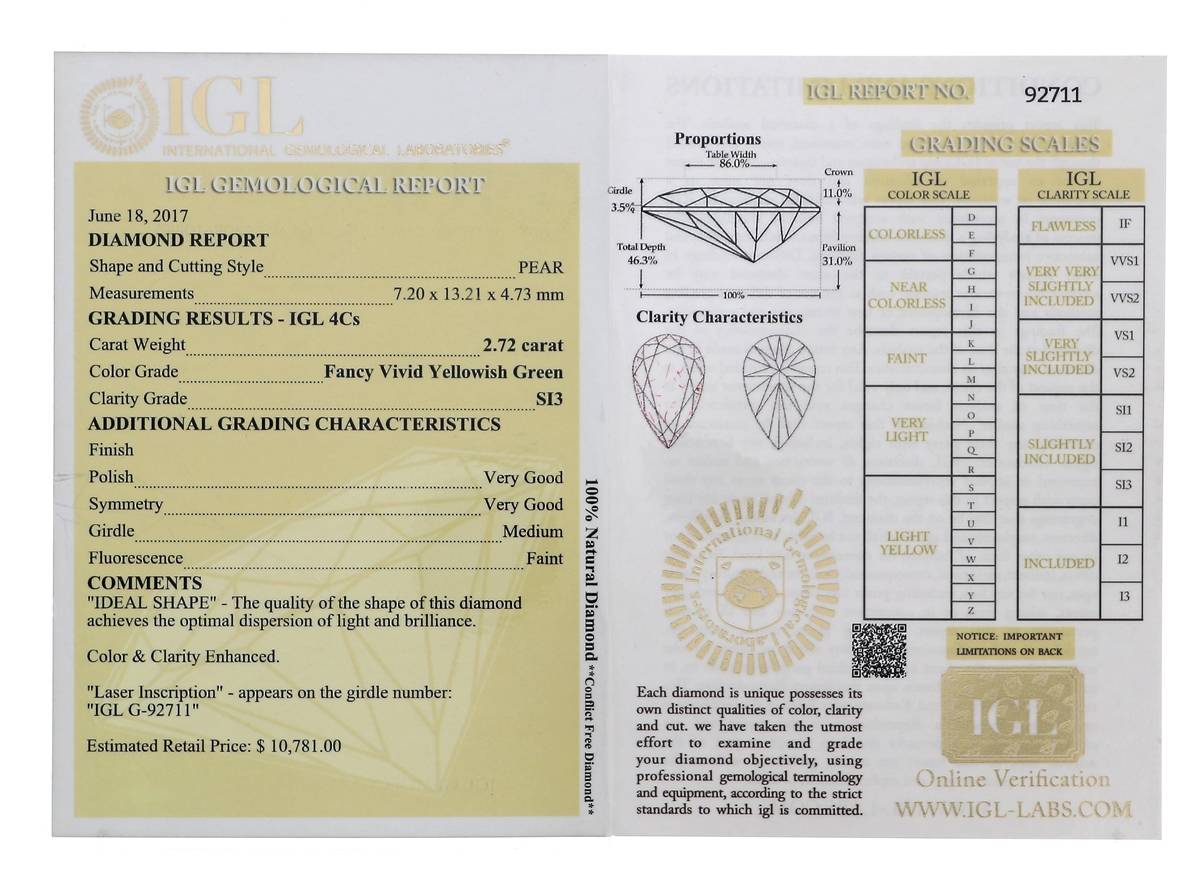 IGL
INTERNATIONAL GEMOLOGICAL LABORATORIES®
IGL GEMOLOGICAL REPORT
June 18, 2017
DIAMOND REPORT
Shape and Cutting Style PEAR
Measurements 7.20 x 13.21 x 4.73 mm
GRADING RESULTS - IGL 4Cs
Carat Weight 2.72 carat
Color Grade Fancy Vivid Yellowish Green
Clarity Grade SI3
ADDITIONAL GRADING CHARACTERISTICS
Finish
Polish Very Good
Symmetry Very Good
Girdle Medium
Fluorescence Faint
COMMENTS
"IDEAL SHAPE" - The quality of the shape of this diamond
achieves the optimal dispersion of light and brilliance.
Color & Clarity Enhanced.
"Laser Inscription" - appears on the girdle number:
"IGL G-92711"
Estimated Retail Price: $ 10,781.00
100% Natural Diamond **Conflict Free Diamond**
IGL REPORT NO. 92711
Proportions
Table Width
86.0%
Crown
11.0%
Girdle
3.5%
Total Depth
46.3%
Pavilion
31.0%
100%
Clarity Characteristics
International Gemological Laboratories
Each diamond is unique possesses its
own distinct qualities of color, clarity
and cut. we have taken the utmost
effort to examine and grade
your diamond objectively, using
professional gemological terminology
and equipment, according to the strict
standards to which igl is committed.
GRADING SCALES
IGL
COLOR SCALE
COLORLESS
D
E
F
NEAR
COLORLESS
G
H
I
J
FAINT
K
L
M
VERY
LIGHT
N
O
P
Q
R
LIGHT
YELLOW
S
T
U
V
W
X
Y
Z
IGL
CLARITY SCALE
FLAWLESS
IF
VERY VERY
SLIGHTLY
INCLUDED
VVS1
VVS2
VERY
SLIGHTLY
INCLUDED
VS1
VS2
SLIGHTLY
INCLUDED
SI1
SI2
SI3
INCLUDED
I1
I2
I3
NOTICE: IMPORTANT
LIMITATIONS ON BACK
IGL
Online Verification
WWW.IGL-LABS.COM